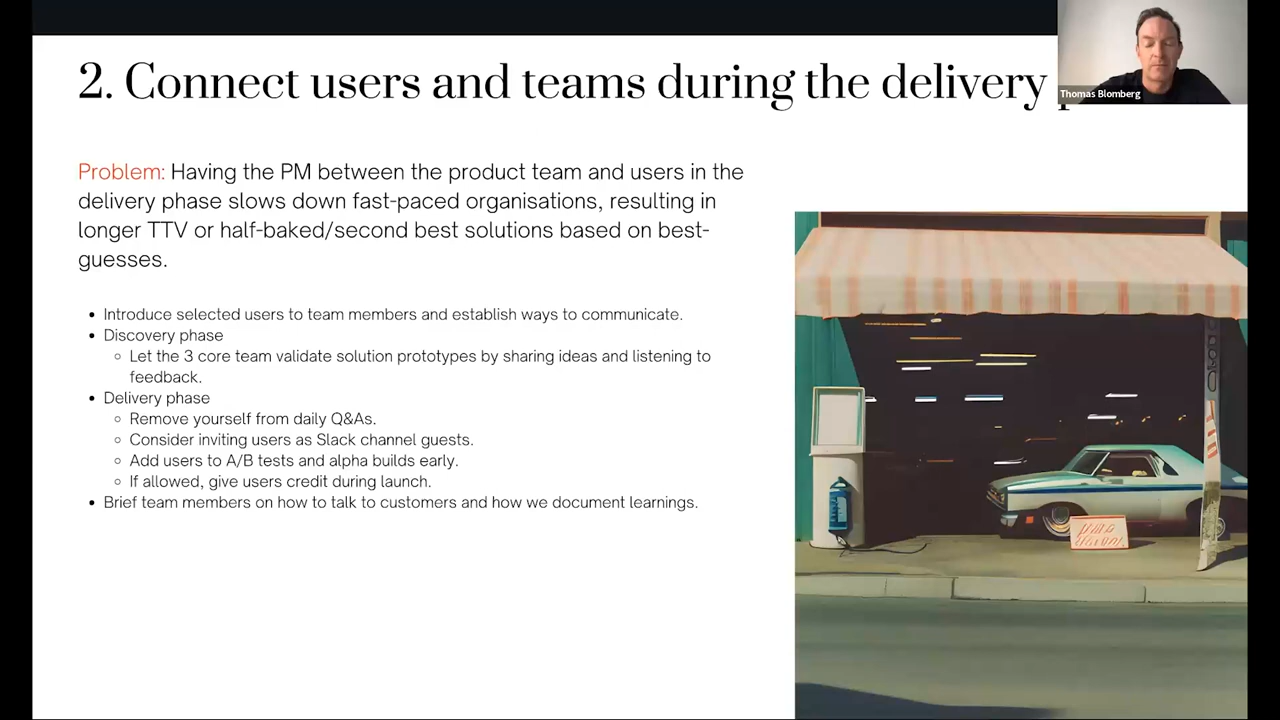 2. Connect users and teams during the delivery
Thomas Blomberg
Problem: Having the PM between the product team and users in the
delivery phase slows down fast-paced organisations, resulting in
longer TTV or half-baked/second best solutions based on best-
guesses.
• Introduce selected users to team members and establish ways to communicate.
• Discovery phase
◦ Let the 3 core team validate solution prototypes by sharing ideas and listening to
feedback.
• Delivery phase
◦ Remove yourself from daily Q&As.
◦ Consider inviting users as Slack channel guests.
◦ Add users to A/B tests and alpha builds early.
◦ If allowed, give users credit during launch.
• Brief team members on how to talk to customers and how we document learnings.